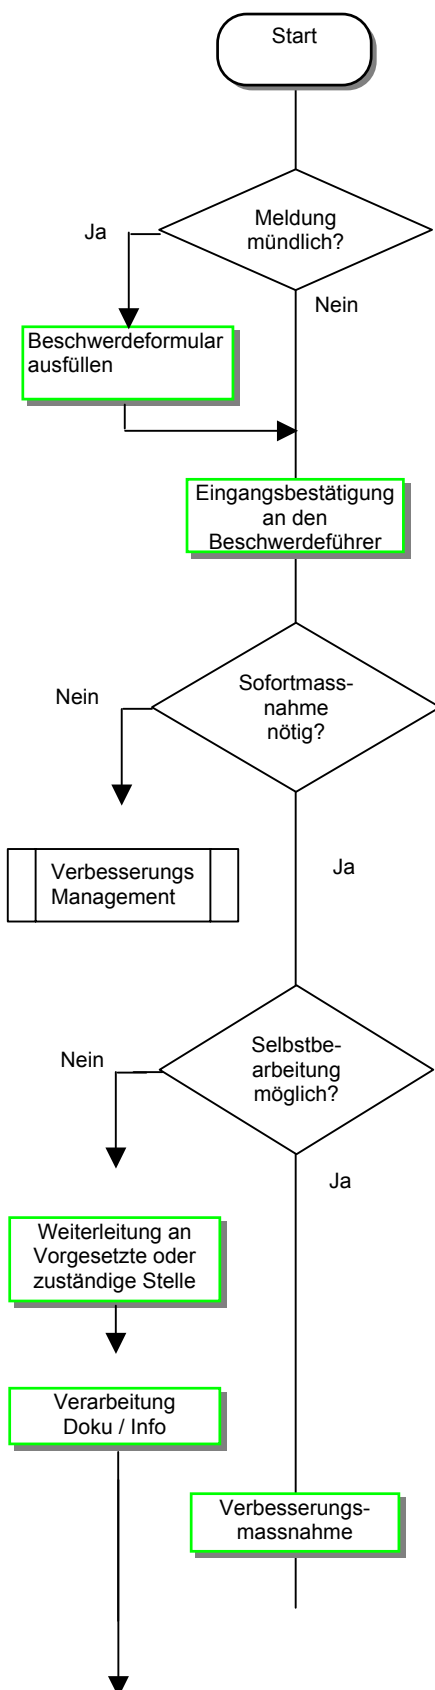 Start
Meldung
mündlich?
Ja
Nein
Beschwerdeformular
ausfüllen
Eingangsbestätigung
an den
Beschwerdeführer
Sofortmass-
nahme
nötig?
Nein
Ja
Verbesserungs
Management
Selbstbe-
arbeitung
möglich?
Nein
Ja
Weiterleitung an
Vorgesetzte oder
zuständige Stelle
Verarbeitung
Doku / Info
Verbesserungs-
massnahme